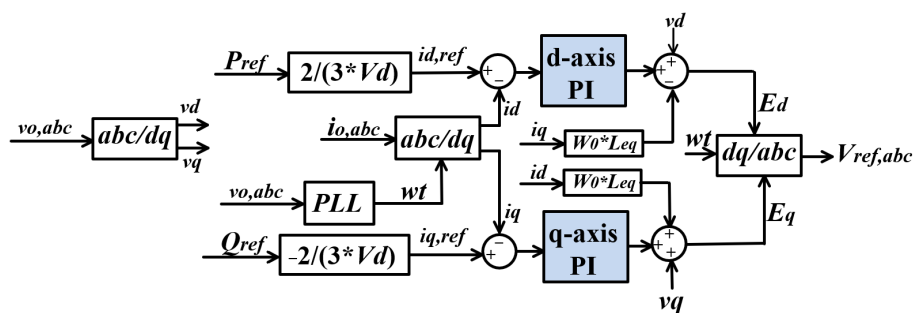 vo,abc
abc/dq
vd
vq
Pref
2/(3*Vd)
id,ref
+
−
d-axis
PI
vd
+
+
−
id
io,abc
abc/dq
iq
W0*Leq
Ed
wt
dq/abc
Vref,abc
vo,abc
PLL
wt
id
W0*Leq
Eq
iq
Qref
-2/(3*Vd)
iq,ref
−
+
q-axis
PI
+
+
+
vq